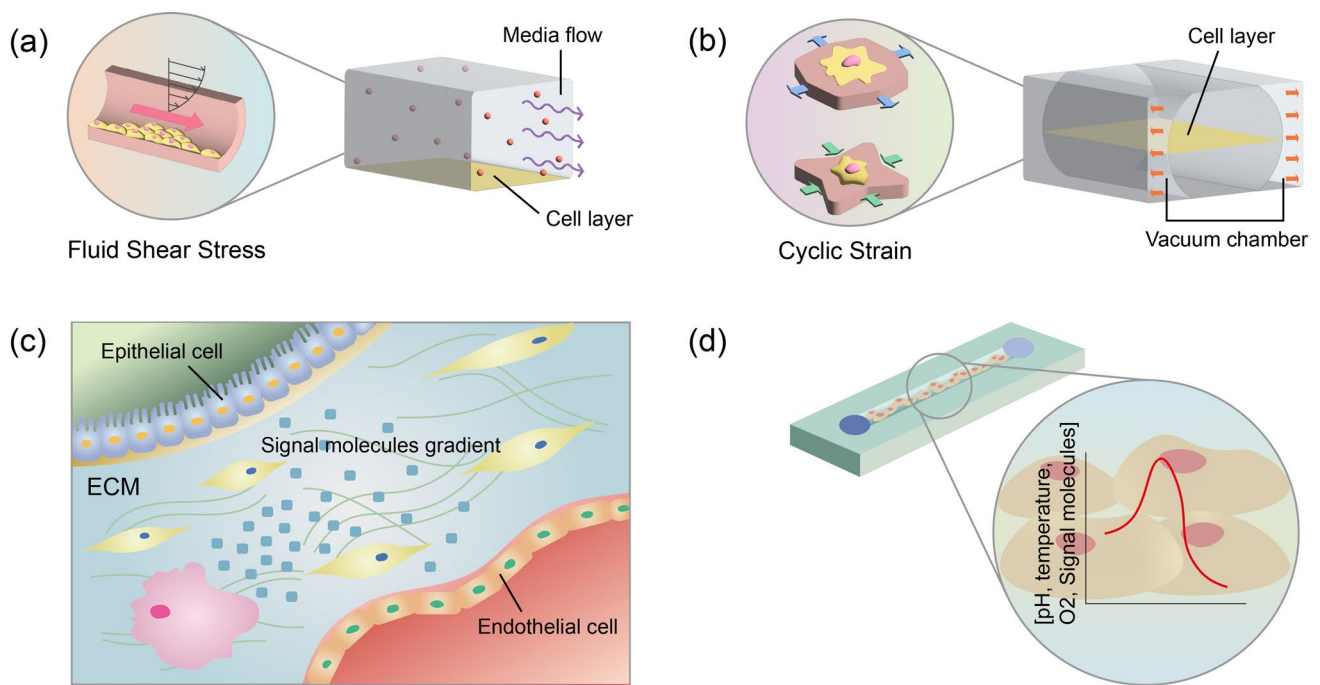 (a)
Media flow
Cell layer
Fluid Shear Stress
(b)
Cell layer
Vacuum chamber
Cyclic Strain
(c)
Epithelial cell
Signal molecules gradient
ECM
Endothelial cell
(d)
[pH, temperature,
O2, Signal molecules]